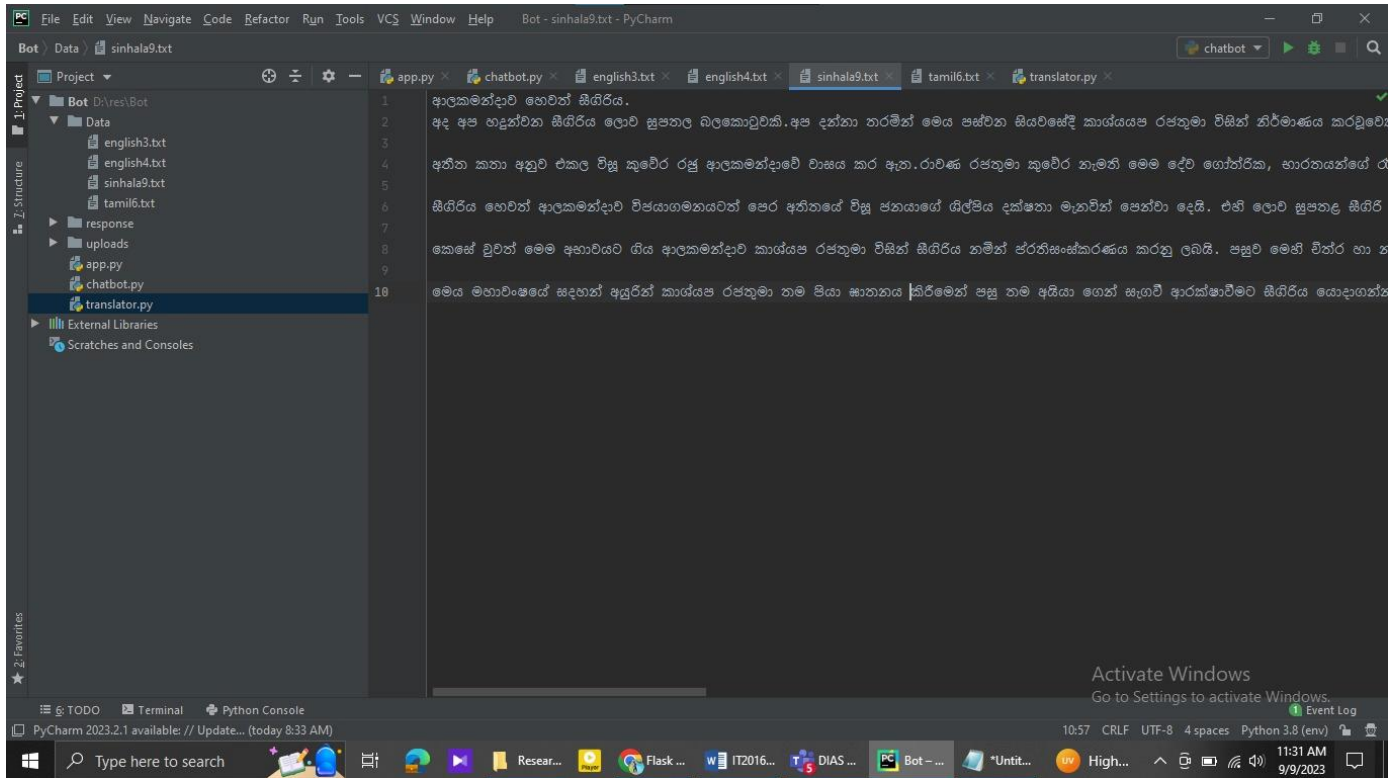 File Edit View Navigate Code Refactor Run Tools VCS Window Help Bot - sinhala9.txt - PyCharm
Bot Data sinhala9.txt chatbot
Project app.py chatbot.py english3.txt english4.txt sinhala9.txt tamil6.txt translator.py
1: Project
Bot D:\res\Bot
Data
english3.txt
english4.txt
sinhala9.txt
tamil6.txt
response
uploads
app.py
chatbot.py
translator.py
External Libraries
Scratches and Consoles
Z: Structure
2: Favorites
1 ආලකමන්දාව හෙවත් සීගිරිය.
2 අද අප හදුන්වන සීගිරිය ලොව සුපතල බලකොටුවකි.අප දන්නා තරමින් මෙය පස්වන සියවසේදී කාශ්යයප රජතුමා විසින් නිර්මාණය
3
4 අතීත කතා අනුව එකල විසූ කුවේර රජු ආලකමන්දාවේ වාසය කර ඇත.රාවණ රජතුමා කුවේර නැමති මෙම දේව ගෝත්රික, භාරතයන්ගේ
5
6 සීගිරිය හෙවත් ආලකමන්දාව විජයාගමනයටත් පෙර අතිතයේ විසූ ජනයාගේ ශිල්පිය දක්ෂතා මැනවින් පෙන්වා දෙයි. එහි ලොව සුපතළ සීගිරි
7
8 කෙසේ වුවත් මෙම අභාවයට ගිය ආලකමන්දාව කාශ්යප රජතුමා විසින් සීගිරිය නමින් ප්රතිසංස්කරණය කරනු ලබයි. පසුව මෙහි චිත්ර හා
9
10 මෙය මහාවංෂයේ සදහන් අයුරින් කාශ්යප රජතුමා තම පියා ඝාතනය කිරීමෙන් පසු තම අයියා ගෙන් සැගවී ආරක්ෂාවීමට සීගිරිය
Activate Windows
Go to Settings to activate Windows.
6: TODO Terminal Python Console 1 Event Log
PyCharm 2023.2.1 available: // Update... (today 8:33 AM) 10:57 CRLF UTF-8 4 spaces Python 3.8 (env)
Type here to search Resear... Flask ... IT2016... DIAS ... Bot – ... *Untit... High... 11:31 AM
9/9/2023